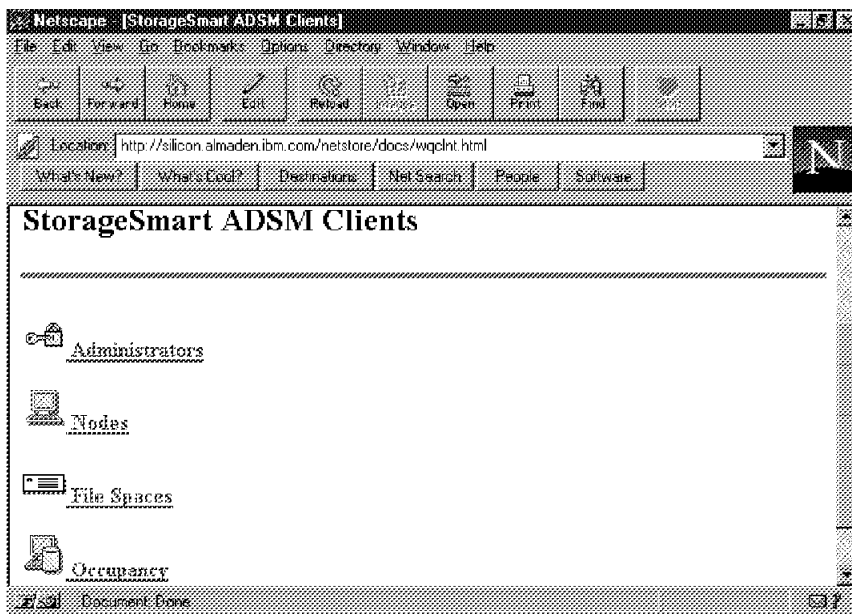 Netscape - [StorageSmart ADSM Clients]
File Edit View Go Bookmarks Options Directory Window Help
Back Forward Home Edit Reload Open Print Find
Location: http://silicon.almaden.ibm.com/netstore/docs/wqclnt.html
What's New? What's Cool? Destinations Net Search People Software
N
StorageSmart ADSM Clients
Administrators
Nodes
File Spaces
Occupancy
Document: Done